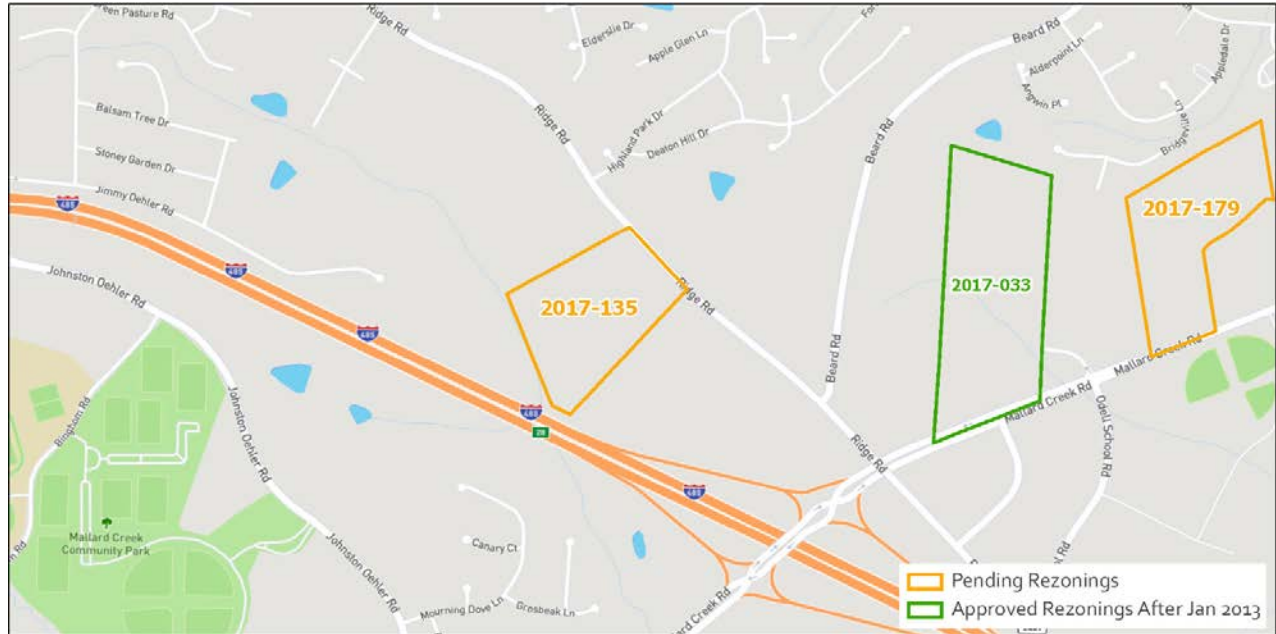 Green Pasture Rd
Ridge Rd
Elderslie Dr
Apple Glen Ln
Beard Rd
Alderpoint Ln
Appledale Dr
Angwin Pl
Balsam Tree Dr
Ridge Rd
Highland Park Dr
Deaton Hill Dr
Beard Rd
Bridgeville Ln
Stoney Garden Dr
Jimmy Oehler Rd
485
2017-179
485
Johnston Oehler Rd
2017-135
Ridge Rd
2017-033
485
Beard Rd
Mallard Creek Rd
Bingham Rd
Johnston Oehler Rd
485
28
Mallard Creek Rd
Odell School Rd
Ridge Rd
485
Mallard Creek
Community Park
Canary Ct
Johnston Oehler Rd
Mourning Dove Ln
Grosbeak Ln
Creek Rd
Pending Rezonings
Approved Rezonings After Jan 2013